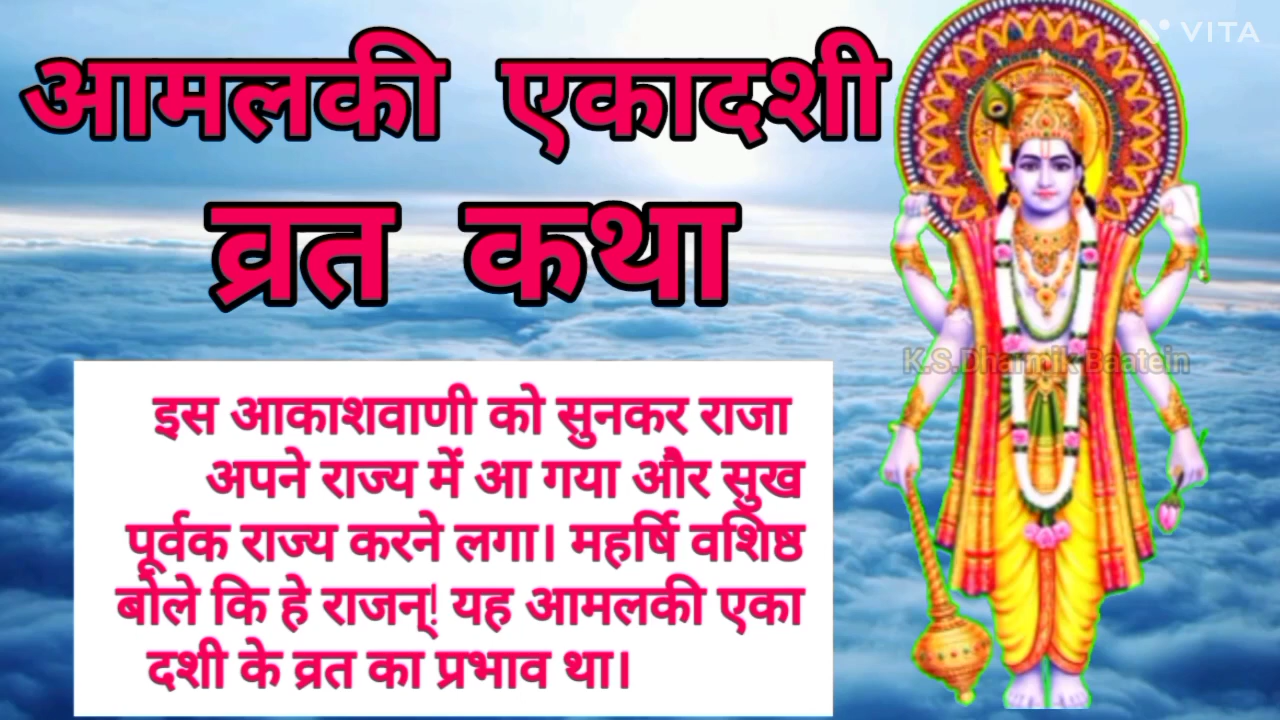 VITA
आमलकी एकादशी
व्रत कथा
K.S.Dharmik Baatein
इस आकाशवाणी को सुनकर राजा
अपने राज्य में आ गया और सुख
पूर्वक राज्य करने लगा। महर्षि वशिष्ठ
बोले कि हे राजन्! यह आमलकी एका
दशी के व्रत का प्रभाव था।